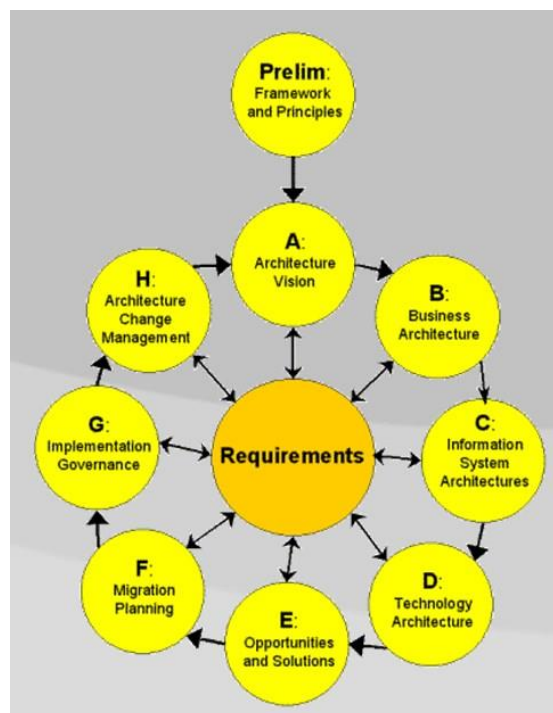 Prelim:
Framework
and Principles
A:
Architecture
Vision
H:
Architecture
Change
Management
B:
Business
Architecture
G:
Implementation
Governance
Requirements
C:
Information
System
Architectures
F:
Migration
Planning
D:
Technology
Architecture
E:
Opportunities
and Solutions